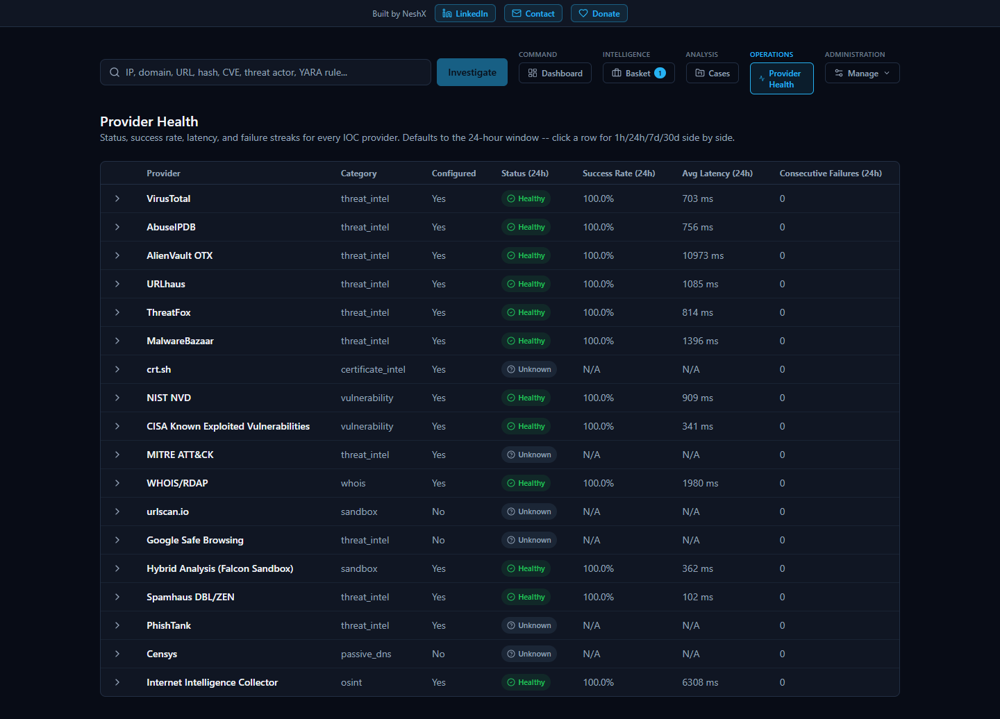 Built by NeshX LinkedIn Contact Donate
IP, domain, URL, hash, CVE, threat actor, YARA rule... Investigate
COMMAND
Dashboard
INTELLIGENCE
Basket 1
ANALYSIS
Cases
OPERATIONS
Provider
Health
ADMINISTRATION
Manage
Provider Health
Status, success rate, latency, and failure streaks for every IOC provider. Defaults to the 24-hour window -- click a row for 1h/24h/7d/30d side by side.
Provider Category Configured Status (24h) Success Rate (24h) Avg Latency (24h) Consecutive Failures (24h)
VirusTotal threat_intel Yes Healthy 100.0% 703 ms 0
AbuseIPDB threat_intel Yes Healthy 100.0% 756 ms 0
AlienVault OTX threat_intel Yes Healthy 100.0% 10973 ms 0
URLhaus threat_intel Yes Healthy 100.0% 1085 ms 0
ThreatFox threat_intel Yes Healthy 100.0% 814 ms 0
MalwareBazaar threat_intel Yes Healthy 100.0% 1396 ms 0
crt.sh certificate_intel Yes Unknown N/A N/A 0
NIST NVD vulnerability Yes Healthy 100.0% 909 ms 0
CISA Known Exploited Vulnerabilities vulnerability Yes Healthy 100.0% 341 ms 0
MITRE ATT&CK threat_intel Yes Unknown N/A N/A 0
WHOIS/RDAP whois Yes Healthy 100.0% 1980 ms 0
urlscan.io sandbox No Unknown N/A N/A 0
Google Safe Browsing threat_intel No Unknown N/A N/A 0
Hybrid Analysis (Falcon Sandbox) sandbox Yes Healthy 100.0% 362 ms 0
Spamhaus DBL/ZEN threat_intel Yes Healthy 100.0% 102 ms 0
PhishTank threat_intel Yes Unknown N/A N/A 0
Censys passive_dns No Unknown N/A N/A 0
Internet Intelligence Collector osint Yes Healthy 100.0% 6308 ms 0